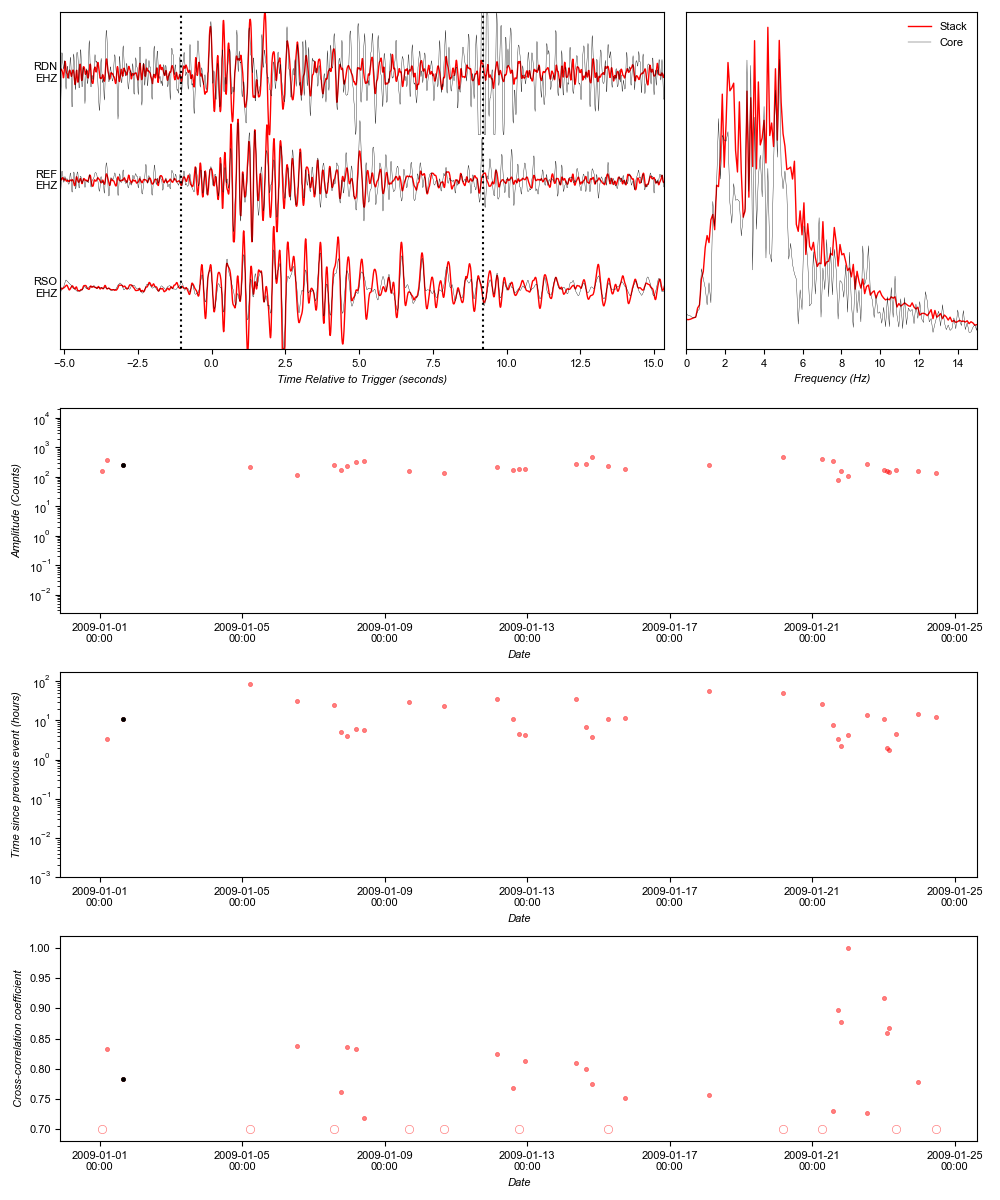 RDN
EHZ
REF
EHZ
RSO
EHZ
−5.0 −2.5 0.0 2.5 5.0 7.5 10.0 12.5 15.0
Time Relative to Trigger (seconds)
Stack
Core
0 2 4 6 8 10 12 14
Frequency (Hz)
Amplitude (Counts)
10⁴
10³
10²
10¹
10⁰
10⁻¹
10⁻²
2009-01-01 2009-01-05 2009-01-09 2009-01-13 2009-01-17 2009-01-21 2009-01-25
00:00 00:00 00:00 00:00 00:00 00:00 00:00
Date
Time since previous event (hours)
10²
10¹
10⁰
10⁻¹
10⁻²
10⁻³
2009-01-01 2009-01-05 2009-01-09 2009-01-13 2009-01-17 2009-01-21 2009-01-25
00:00 00:00 00:00 00:00 00:00 00:00 00:00
Date
Cross-correlation coefficient
1.00
0.95
0.90
0.85
0.80
0.75
0.70
2009-01-01 2009-01-05 2009-01-09 2009-01-13 2009-01-17 2009-01-21 2009-01-25
00:00 00:00 00:00 00:00 00:00 00:00 00:00
Date